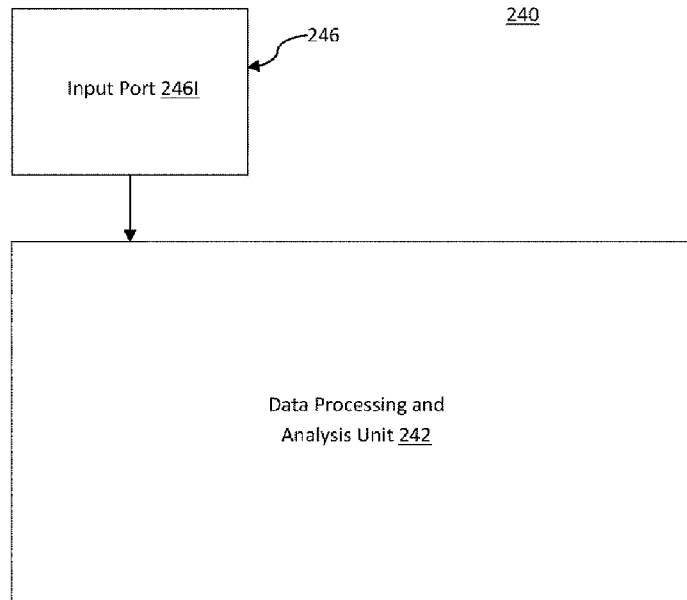 240
246
Input Port 246I
Data Processing and
Analysis Unit 242